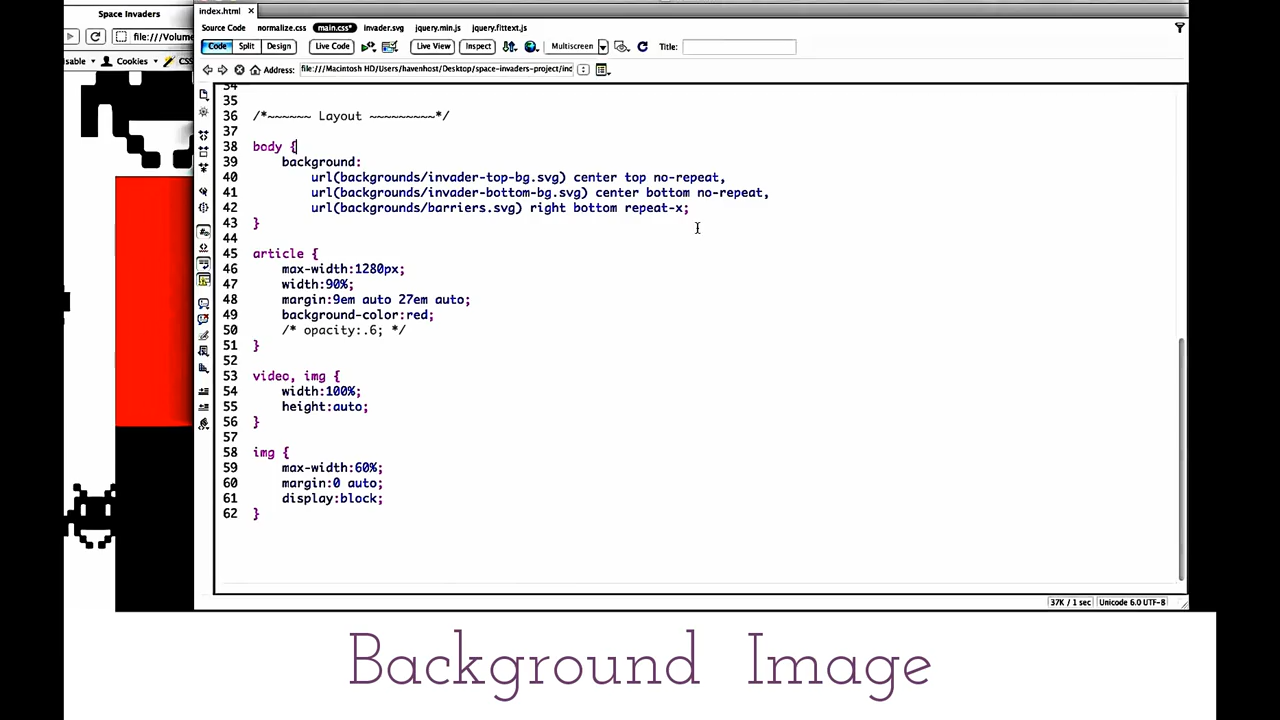 Space Invaders
index.html ×
Source Code normalize.css main.css* invader.svg jquery.min.js jquery.fittext.js
file:///Volum
Code Split Design Live Code Live View Inspect Multiscreen Title:
isable Cookies CSS
Address: file:///Macintosh HD/Users/havenhost/Desktop/space-invaders-project/ind
34
35
36 /*~~~~~~ Layout ~~~~~~~~~*/
37
38 body {
39 background:
40 url(backgrounds/invader-top-bg.svg) center top no-repeat,
41 url(backgrounds/invader-bottom-bg.svg) center bottom no-repeat,
42 url(backgrounds/barriers.svg) right bottom repeat-x;
43 }
44
45 article {
46 max-width:1280px;
47 width:90%;
48 margin:9em auto 27em auto;
49 background-color:red;
50 /* opacity:.6; */
51 }
52
53 video, img {
54 width:100%;
55 height:auto;
56 }
57
58 img {
59 max-width:60%;
60 margin:0 auto;
61 display:block;
62 }
37K / 1 sec Unicode 6.0 UTF-8
Background Image